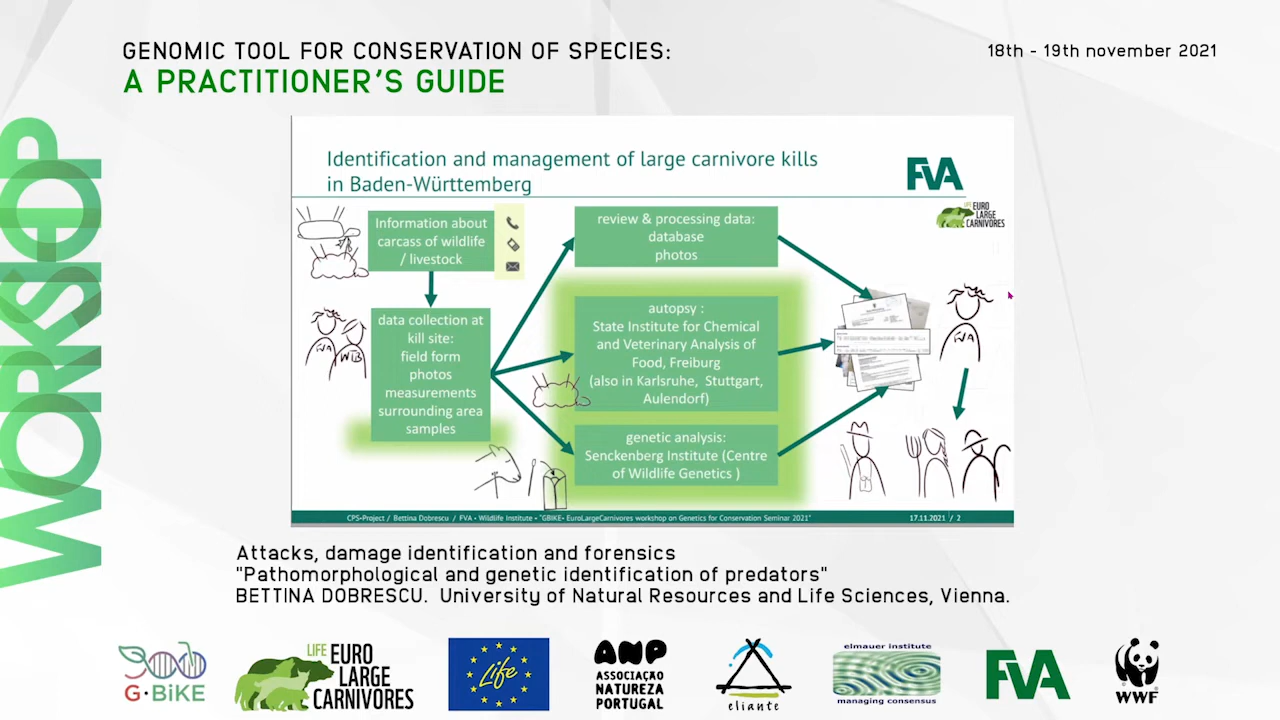 GENOMIC TOOL FOR CONSERVATION OF SPECIES:
A PRACTITIONER'S GUIDE
18th - 19th november 2021
WORKSHOP
Identification and management of large carnivore kills
in Baden-Württemberg
FVA
LIFE
EURO
LARGE
CARNIVORES
Information about
carcass of wildlife
/ livestock
data collection at
kill site:
field form
photos
measurements
surrounding area
samples
review & processing data:
database
photos
autopsy :
State Institute for Chemical
and Veterinary Analysis of
Food, Freiburg
(also in Karlsruhe, Stuttgart,
Aulendorf)
genetic analysis:
Senckenberg Institute (Centre
of Wildlife Genetics )
CPS-Project / Bettina Dobrescu / FVA - Wildlife Institute - "GBIKE- EuroLargeCarnivores workshop on Genetics for Conservation Seminar 2021"
17.11.2021 / 2
Attacks, damage identification and forensics
"Pathomorphological and genetic identification of predators"
BETTINA DOBRESCU. University of Natural Resources and Life Sciences, Vienna.
G·BiKE
LIFE EURO
LARGE
CARNIVORES
Life
ANP
ASSOCIAÇÃO
NATUREZA
PORTUGAL
eliante
elmauer institute
managing consensus
FVA
WWF